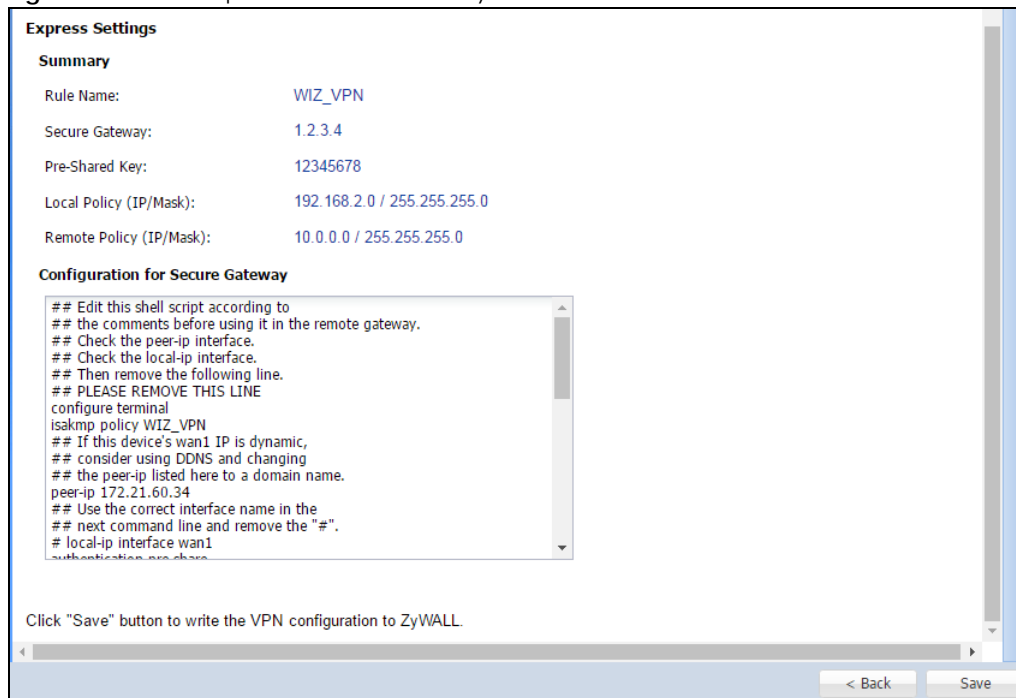 Express Settings
Summary
Rule Name: WIZ_VPN
Secure Gateway: 1.2.3.4
Pre-Shared Key: 12345678
Local Policy (IP/Mask): 192.168.2.0 / 255.255.255.0
Remote Policy (IP/Mask): 10.0.0.0 / 255.255.255.0
Configuration for Secure Gateway
## Edit this shell script according to
## the comments before using it in the remote gateway.
## Check the peer-ip interface.
## Check the local-ip interface.
## Then remove the following line.
## PLEASE REMOVE THIS LINE
configure terminal
isakmp policy WIZ_VPN
## If this device's wan1 IP is dynamic,
## consider using DDNS and changing
## the peer-ip listed here to a domain name.
peer-ip 172.21.60.34
## Use the correct interface name in the
## next command line and remove the "#".
# local-ip interface wan1
authentication pre-share
Click "Save" button to write the VPN configuration to ZyWALL.
< Back Save